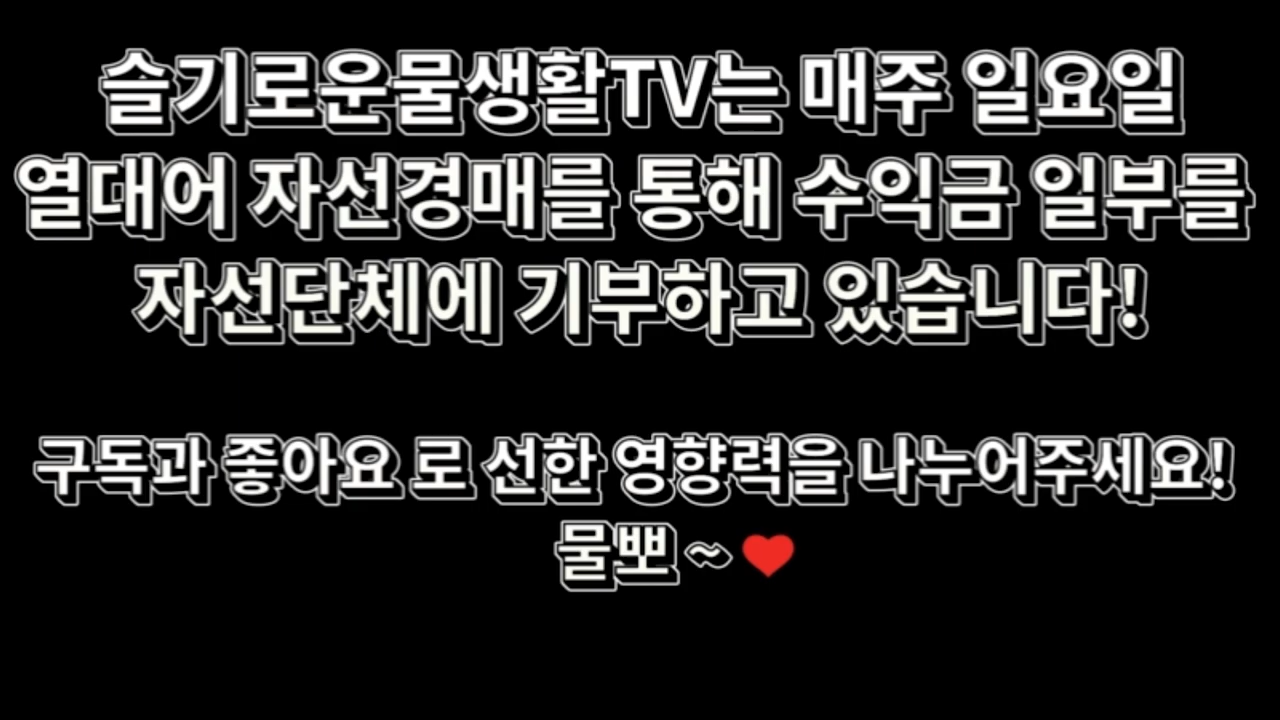 슬기로운물생활TV는 매주 일요일
열대어 자선경매를 통해 수익금 일부를
자선단체에 기부하고 있습니다!
구독과 좋아요 로 선한 영향력을 나누어주세요!
물뽀 ~ ♥